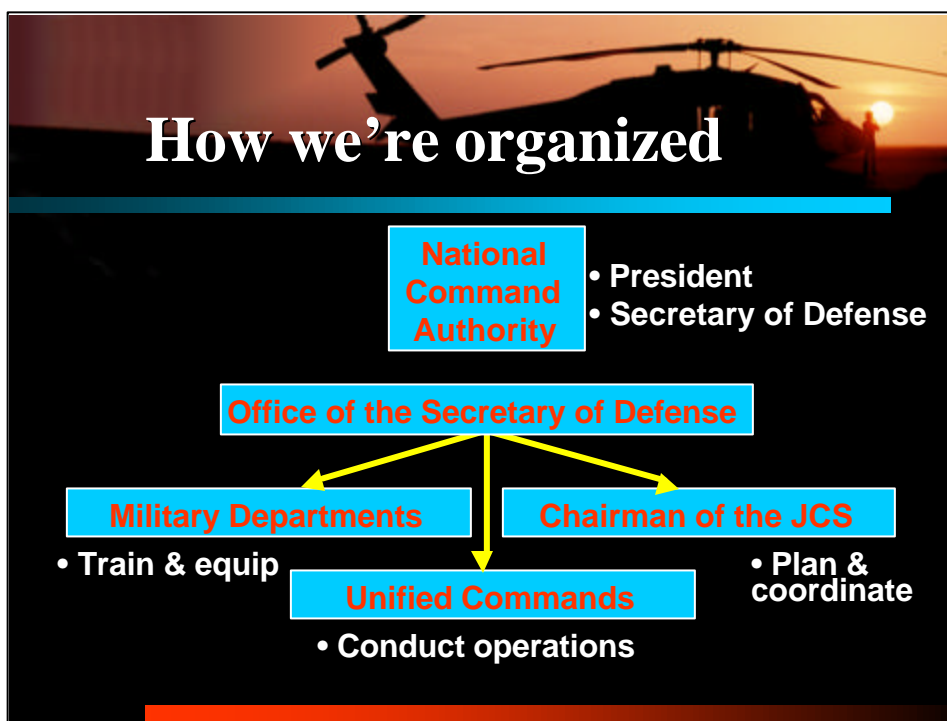 How we’re organized
National
Command
Authority
• President
• Secretary of Defense
Office of the Secretary of Defense
Military Departments
• Train & equip
Chairman of the JCS
• Plan &
coordinate
Unified Commands
• Conduct operations